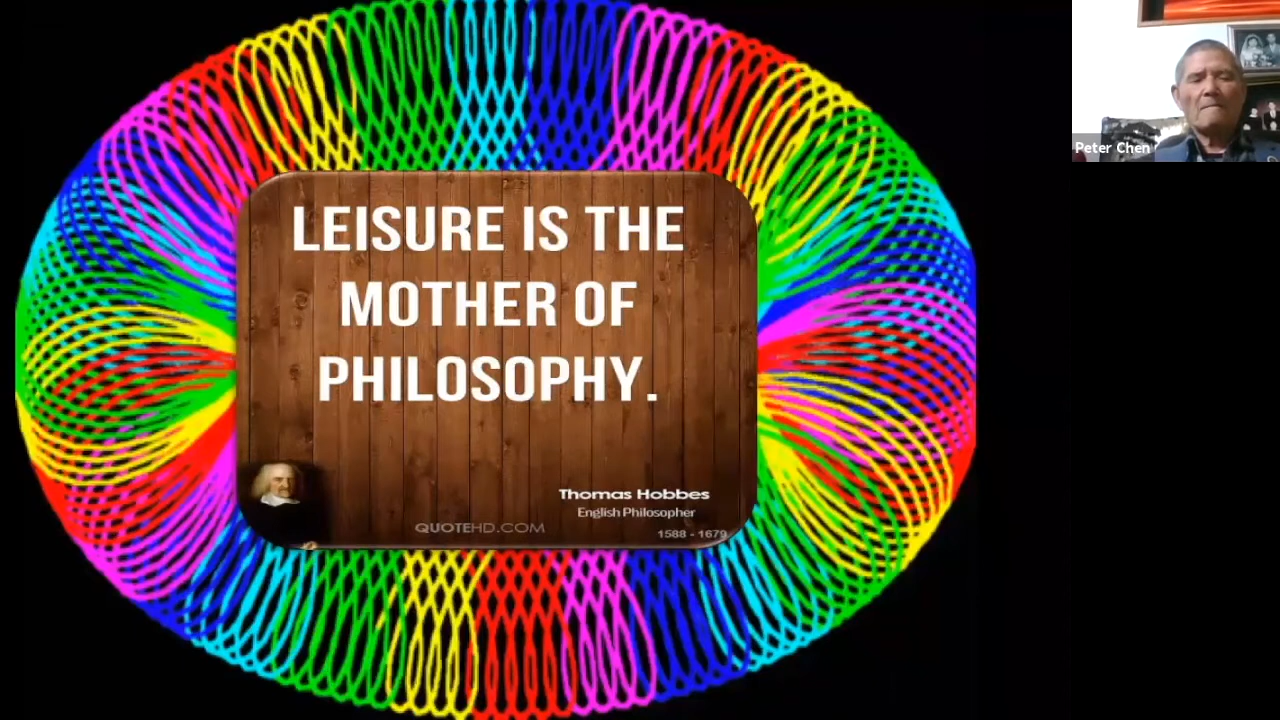 LEISURE IS THE
MOTHER OF
PHILOSOPHY.
Thomas Hobbes
English Philosopher
QUOTEHD.COM
1588 - 1679
Peter Chen